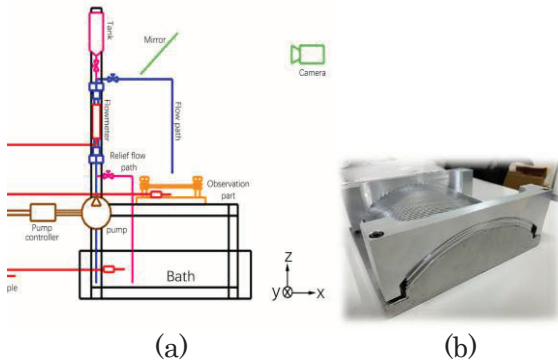 Tank
Mirror
Camera
Flowmeter
Flow path
Relief flow
path
Observation
part
Pump
controller
pump
ple
Bath
z
y
x
(a)
(b)